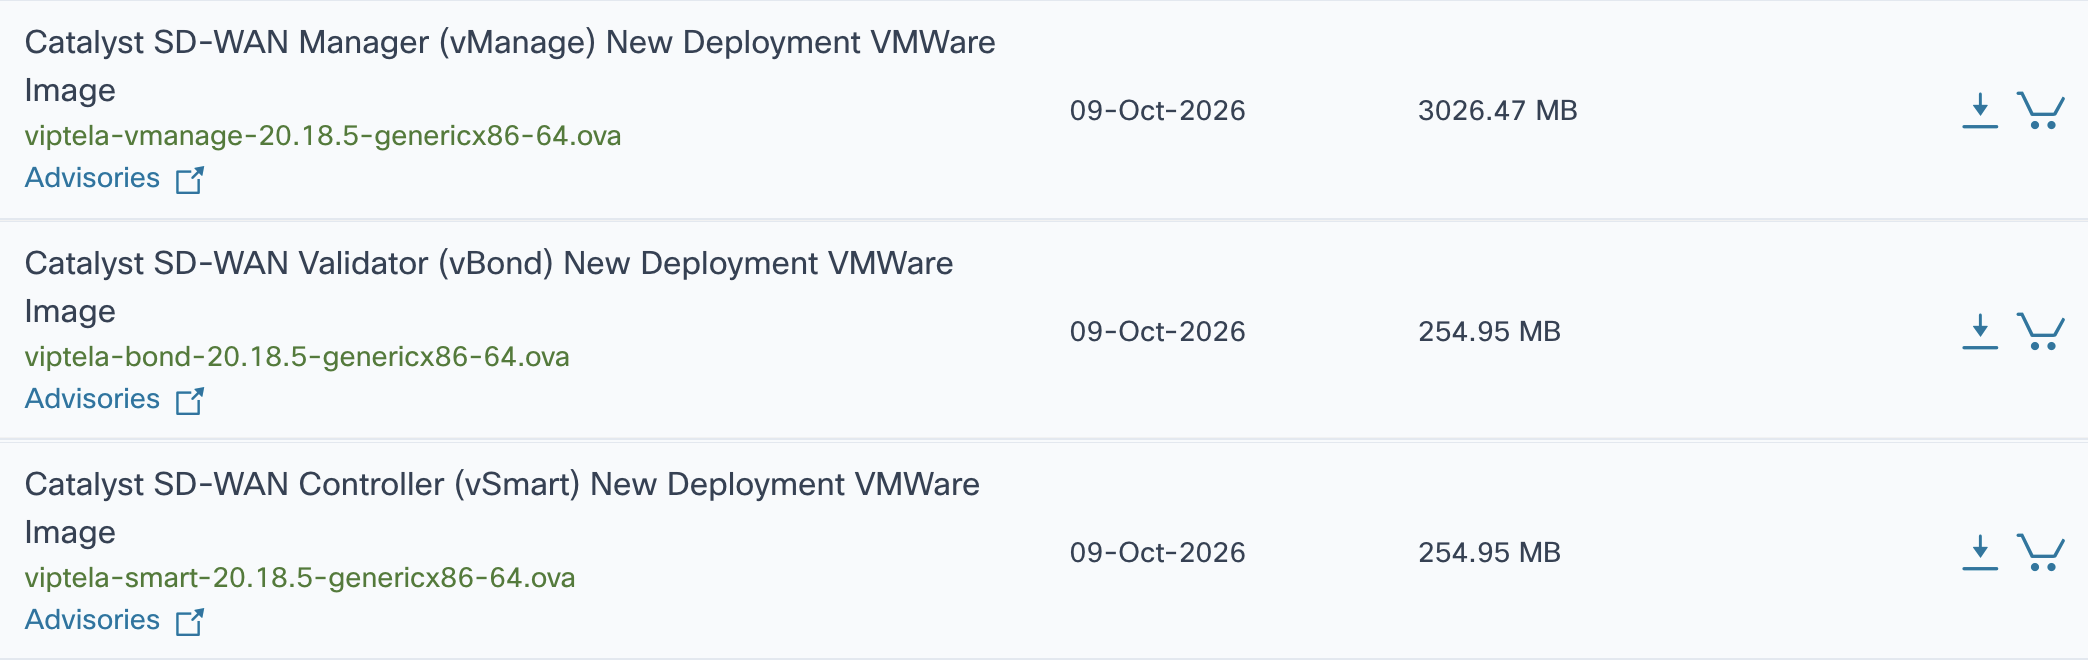 Catalyst SD-WAN Manager (vManage) New Deployment VMWare
Image
viptela-vmanage-20.18.5-genericx86-64.ova
Advisories
09-Oct-2026
3026.47 MB
Catalyst SD-WAN Validator (vBond) New Deployment VMWare
Image
viptela-bond-20.18.5-genericx86-64.ova
Advisories
09-Oct-2026
254.95 MB
Catalyst SD-WAN Controller (vSmart) New Deployment VMWare
Image
viptela-smart-20.18.5-genericx86-64.ova
Advisories
09-Oct-2026
254.95 MB